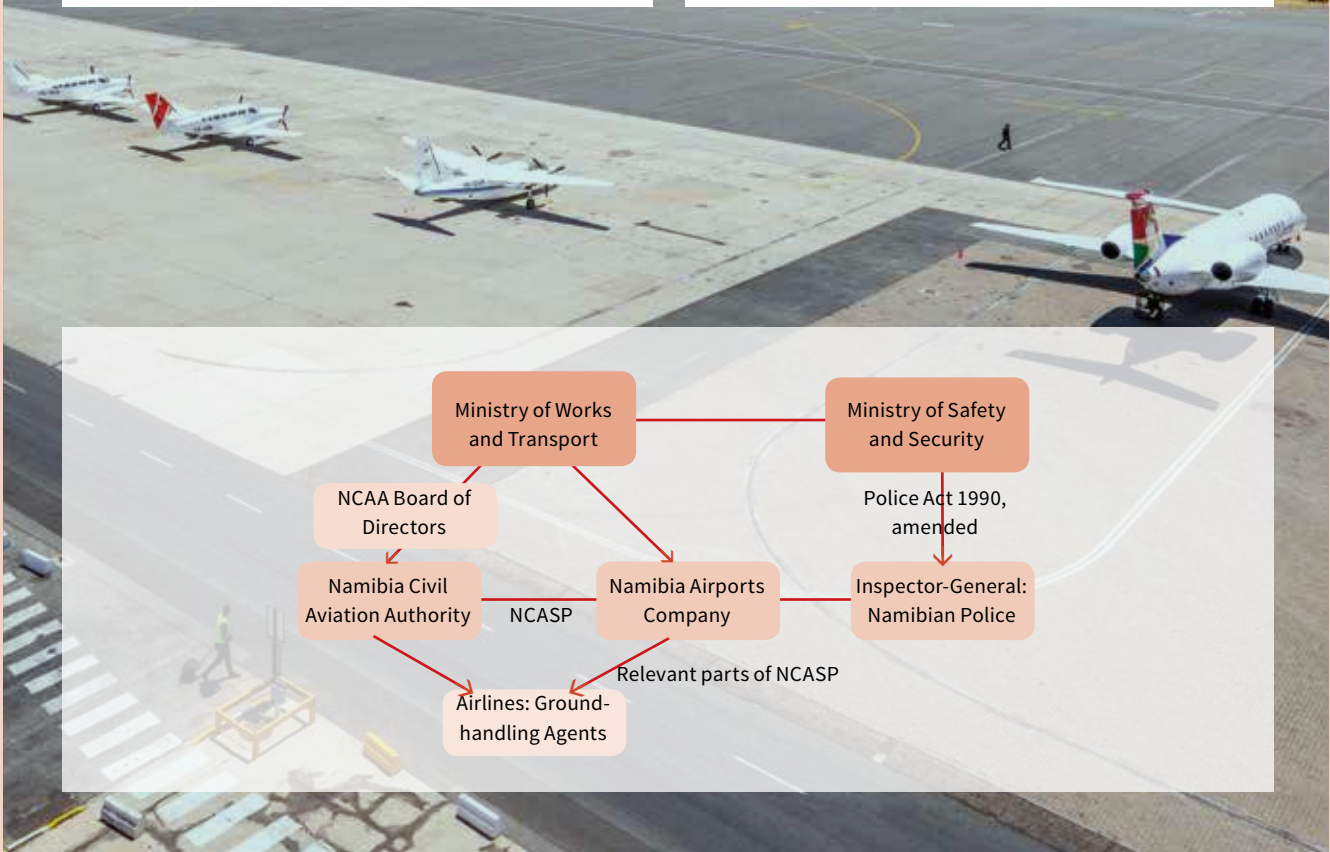 Ministry of Works
and Transport
Ministry of Safety
and Security
NCAA Board of
Directors
Police Act 1990,
amended
Namibia Civil
Aviation Authority
NCASP
Namibia Airports
Company
Inspector-General:
Namibian Police
Relevant parts of NCASP
Airlines: Ground-
handling Agents